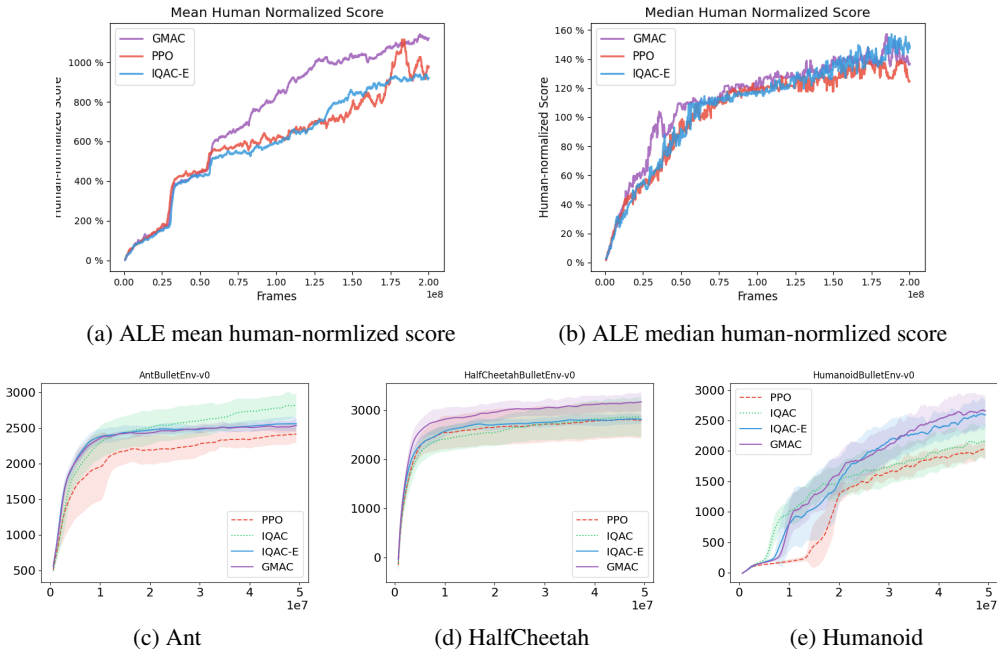 Mean Human Normalized Score
GMAC
PPO
IQAC-E
1000 %
800 %
600 %
400 %
200 %
0 %
Human-normalized Score
0.00 0.25 0.50 0.75 1.00 1.25 1.50 1.75 2.00
1e8
Frames
(a) ALE mean human-normlized score
Median Human Normalized Score
GMAC
PPO
IQAC-E
160 %
140 %
120 %
100 %
80 %
60 %
40 %
20 %
0 %
Human-normalized Score
0.00 0.25 0.50 0.75 1.00 1.25 1.50 1.75 2.00
1e8
Frames
(b) ALE median human-normlized score
AntBulletEnv-v0
3000
2500
2000
1500
1000
500
PPO
IQAC
IQAC-E
GMAC
0 1 2 3 4 5
1e7
(c) Ant
HalfCheetahBulletEnv-v0
3000
2000
1000
0
PPO
IQAC
IQAC-E
GMAC
0 1 2 3 4 5
1e7
(d) HalfCheetah
HumanoidBulletEnv-v0
PPO
IQAC
IQAC-E
GMAC
3000
2500
2000
1500
1000
500
0
0 1 2 3 4 5
1e7
(e) Humanoid